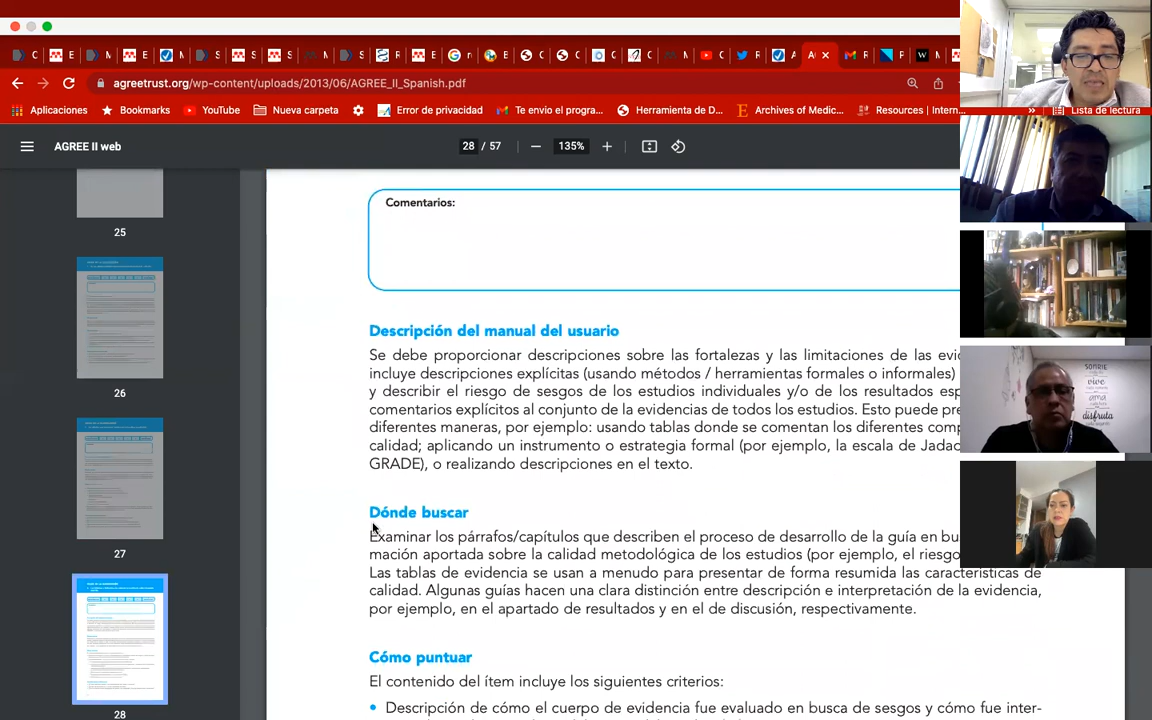 agreetrust.org/wp-content/uploads/2013/06/AGREE_II_Spanish.pdf
Aplicaciones Bookmarks YouTube Nueva carpeta Error de privacidad Te envio el progra... Herramienta de D... Archives of Medic... Resources | Intern... » Lista de lectura
AGREE II web 28 / 57 135%
25
26
27
28
Comentarios:
Descripción del manual del usuario
Se debe proporcionar descripciones sobre las fortalezas y las limitaciones de las evi
incluye descripciones explícitas (usando métodos / herramientas formales o informales)
y describir el riesgo de sesgos de los estudios individuales y/o de los resultados esp
comentarios explícitos al conjunto de la evidencias de todos los estudios. Esto puede pre
diferentes maneras, por ejemplo: usando tablas donde se comentan los diferentes comp
calidad; aplicando un instrumento o estrategia formal (por ejemplo, la escala de Jadad
GRADE), o realizando descripciones en el texto.
Dónde buscar
Examinar los párrafos/capítulos que describen el proceso de desarrollo de la guía en bu
mación aportada sobre la calidad metodológica de los estudios (por ejemplo, el riesgo
Las tablas de evidencia se usan a menudo para presentar de forma resumida las características de
calidad. Algunas guías hacen una clara distinción entre descripción e interpretación de la evidencia,
por ejemplo, en el apartado de resultados y en el de discusión, respectivamente.
Cómo puntuar
El contenido del ítem incluye los siguientes criterios:
• Descripción de cómo el cuerpo de evidencia fue evaluado en busca de sesgos y cómo fue inter-
SONRIE
vive
ama
disfruta